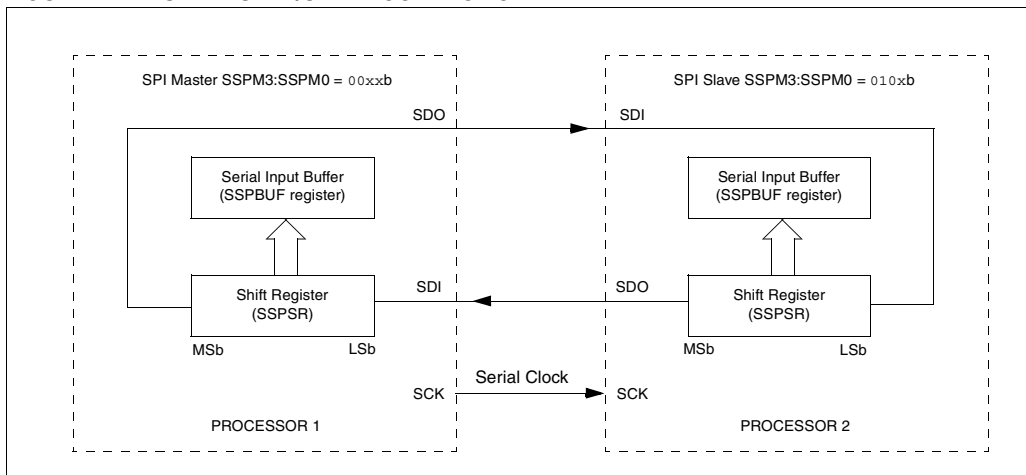 SPI Master SSPM3:SSPM0 = 00xxb
SPI Slave SSPM3:SSPM0 = 010xb
SDO
SDI
Serial Input Buffer
(SSPBUF register)
Serial Input Buffer
(SSPBUF register)
SDI
SDO
Shift Register
(SSPSR)
Shift Register
(SSPSR)
MSb
LSb
MSb
LSb
Serial Clock
SCK
SCK
PROCESSOR 1
PROCESSOR 2